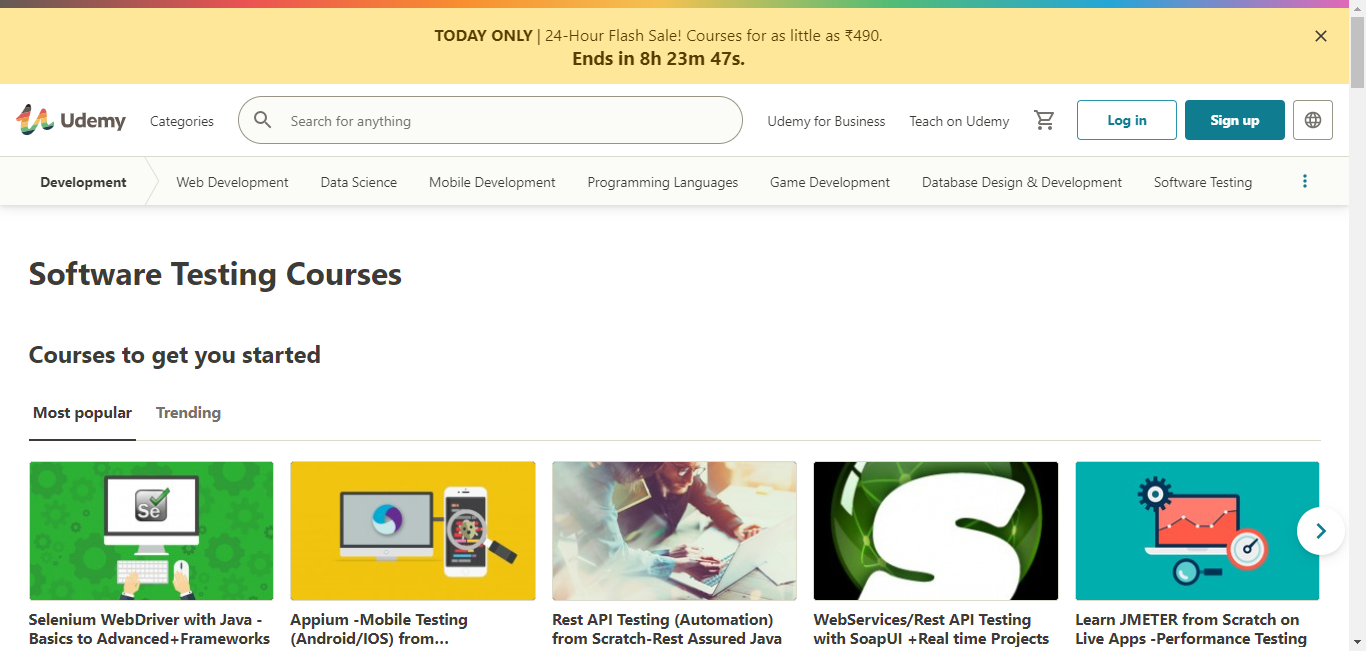 TODAY ONLY | 24-Hour Flash Sale! Courses for as little as ₹490.
Ends in 8h 23m 47s.
Udemy
Categories
Search for anything
Udemy for Business
Teach on Udemy
Log in
Sign up
Development
Web Development
Data Science
Mobile Development
Programming Languages
Game Development
Database Design & Development
Software Testing
Software Testing Courses
Courses to get you started
Most popular
Trending
Se
S
Selenium WebDriver with Java -
Basics to Advanced+Frameworks
Appium -Mobile Testing
(Android/IOS) from...
Rest API Testing (Automation)
from Scratch-Rest Assured Java
WebServices/Rest API Testing
with SoapUI +Real time Projects
Learn JMETER from Scratch on
Live Apps -Performance Testing